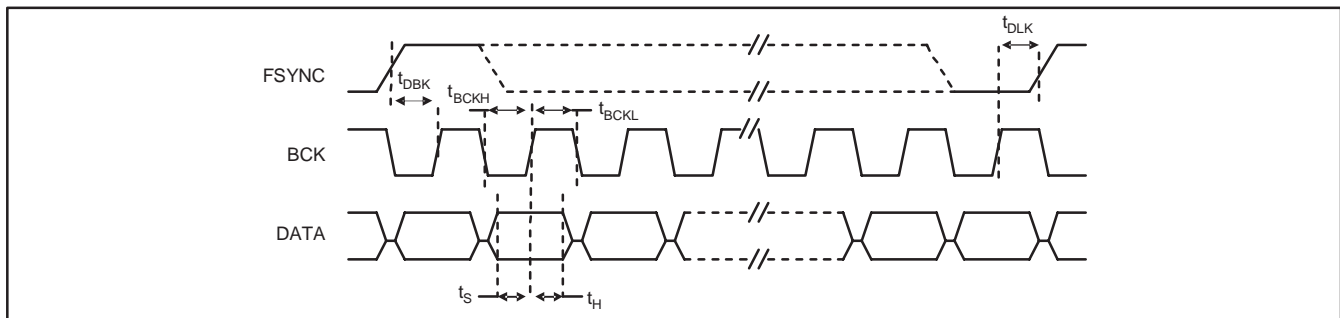 FSYNC
tDBK
tBCKH
tBCKL
tDLK
BCK
DATA
tS
tH